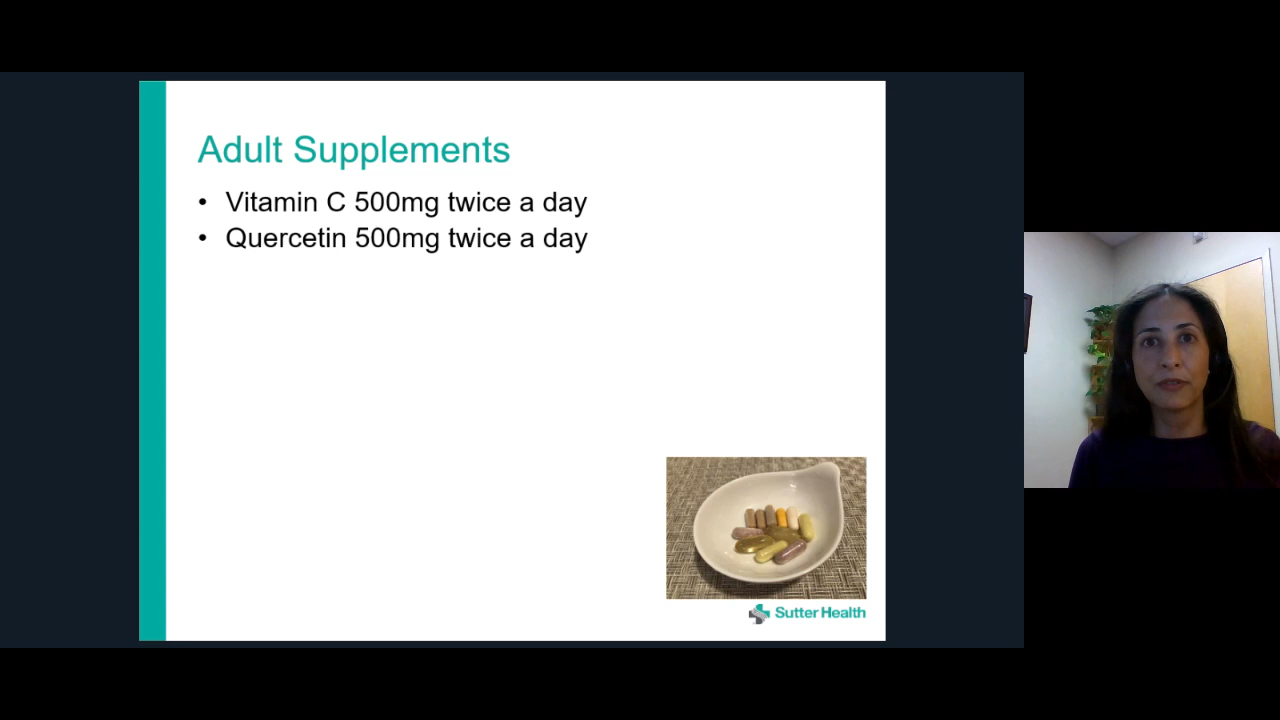 Adult Supplements
• Vitamin C 500mg twice a day
• Quercetin 500mg twice a day
Sutter Health